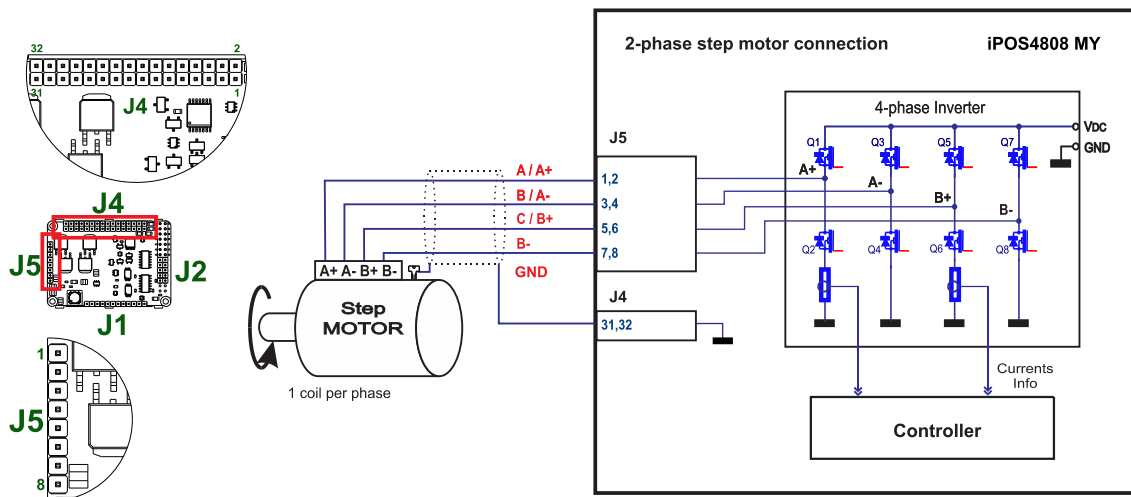 32
2
31
1
J4
J4
J5
J2
J1
1
J5
8
A / A+
B / A-
C / B+
B-
GND
A+ A- B+ B-
Step
MOTOR
1 coil per phase
2-phase step motor connection
iPOS4808 MY
J5
1,2
3,4
5,6
7,8
J4
31,32
4-phase Inverter
VDC
GND
Q1
Q3
Q5
Q7
A+
A-
B+
B-
Q2
Q4
Q6
Q8
Currents
Info
Controller